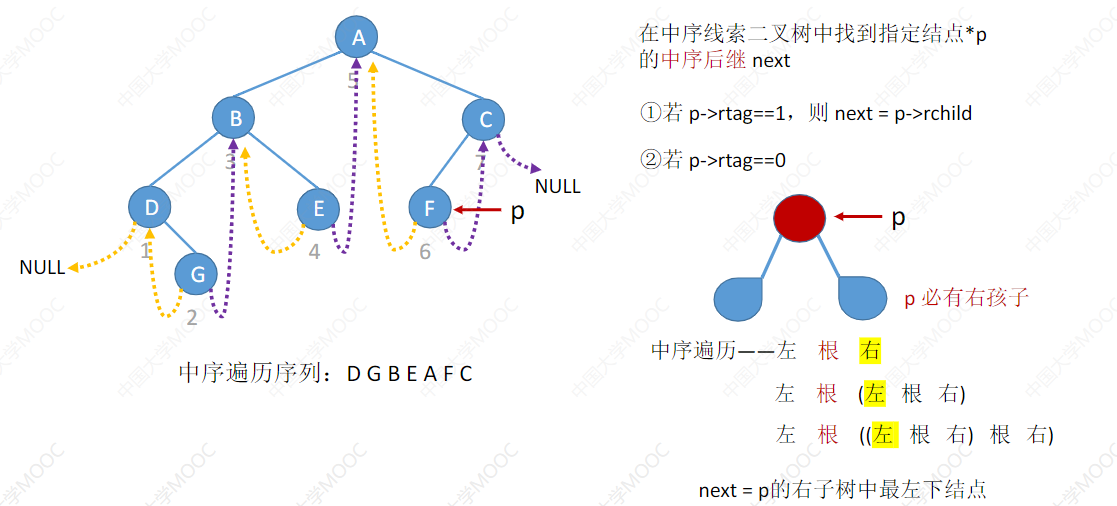 A
5
B
3
C
7
NULL
D
1
E
4
F
6
p
NULL
G
2
中序遍历序列：D G B E A F C
在中序线索二叉树中找到指定结点*p
的中序后继 next
①若 p->rtag==1，则 next = p->rchild
②若 p->rtag==0
p
p 必有右孩子
中序遍历——左 根 右
左 根 (左 根 右)
左 根 ((左 根 右) 根 右)
next = p的右子树中最左下结点
中国大学MOOC